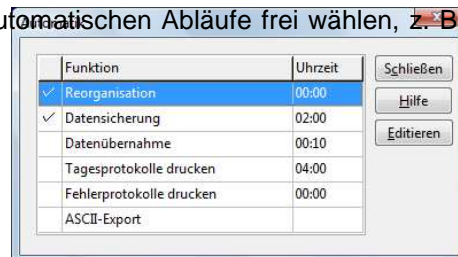 utomatischen Abläufe frei wählen, z. B
Funktion Uhrzeit
Reorganisation 00:00
Datensicherung 02:00
Datenübernahme 00:10
Tagesprotokolle drucken 04:00
Fehlerprotokolle drucken 00:00
ASCII-Export
Schließen
Hilfe
Editieren